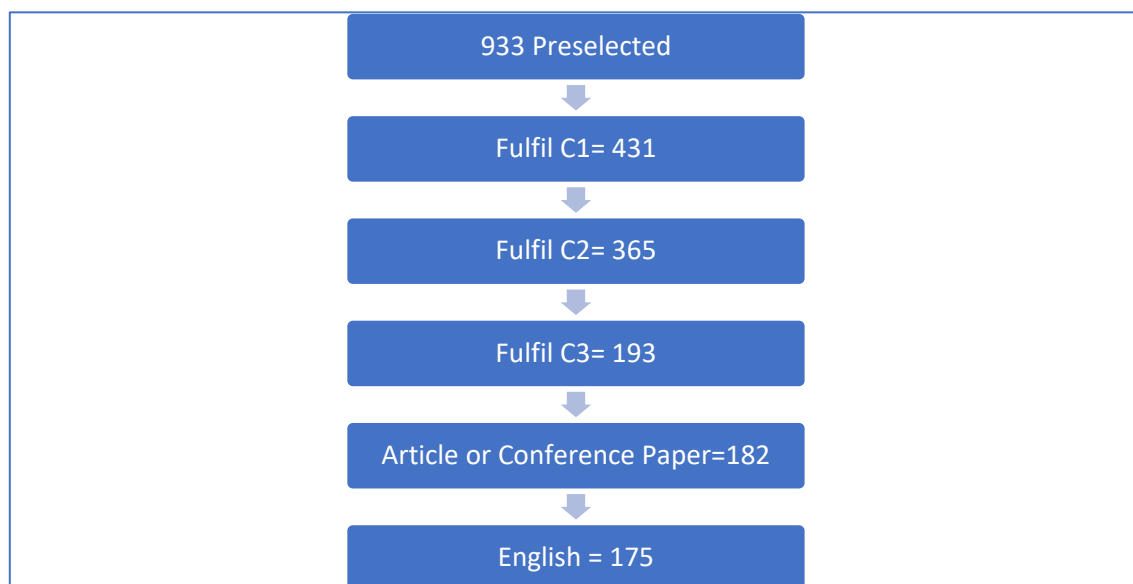 933 Preselected
Fulfil C1= 431
Fulfil C2= 365
Fulfil C3= 193
Article or Conference Paper=182
English = 175